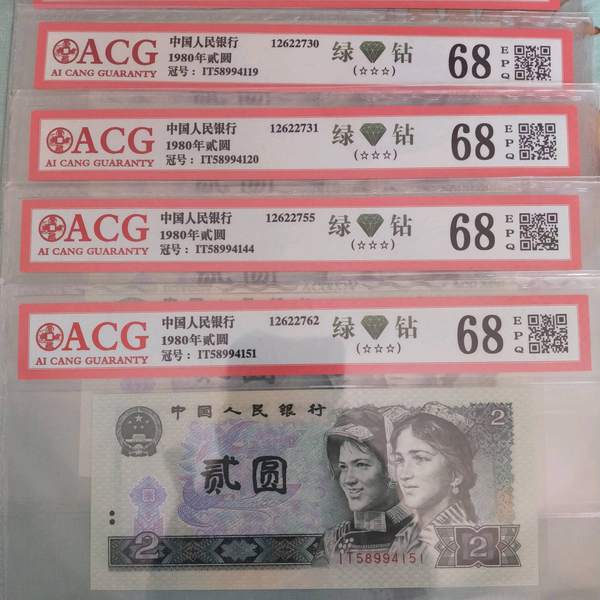 ACG
AI CANG GUARANTY
中国人民银行 12622730
1980年贰圆
冠号: IT58994119
绿 钻
(☆☆☆)
68
EPQ
ACG
AI CANG GUARANTY
中国人民银行 12622731
1980年贰圆
冠号: IT58994120
绿 钻
(☆☆☆)
68
EPQ
ACG
AI CANG GUARANTY
中国人民银行 12622755
1980年贰圆
冠号: IT58994144
绿 钻
(☆☆☆)
68
EPQ
ACG
AI CANG GUARANTY
中国人民银行 12622762
1980年贰圆
冠号: IT58994151
绿 钻
(☆☆☆)
68
EPQ
中国人民银行
2
贰圆
2
IT58994151
2